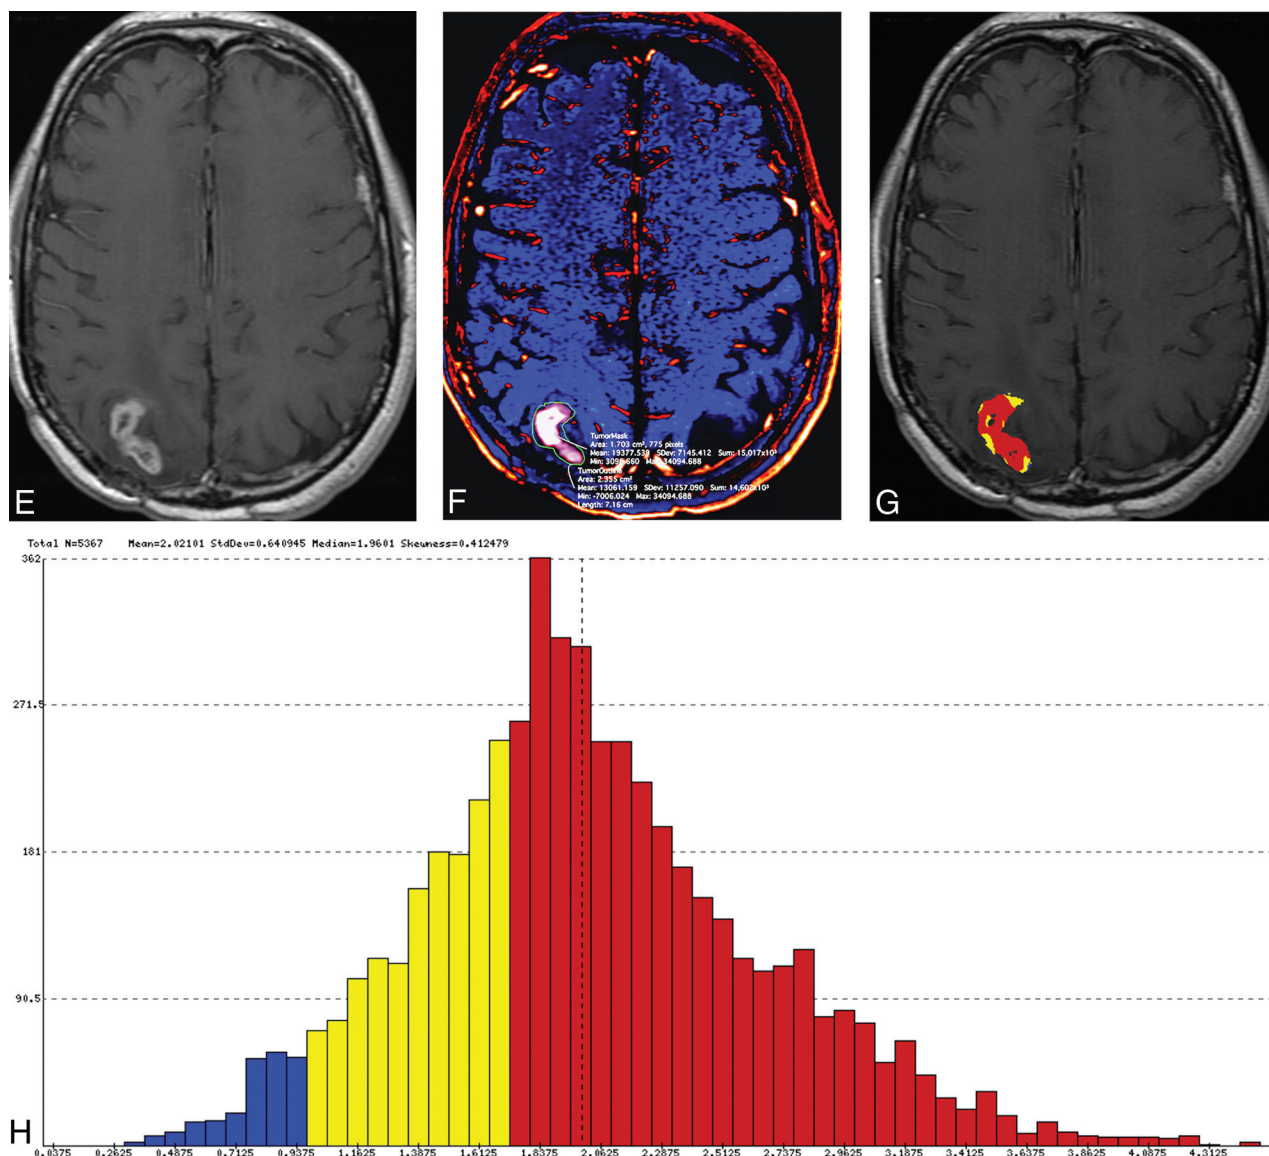 TumorMask
Area: 1.703 cm², 775 pixels
Mean: 19377.539 SDev: 7145.412 Sum: 15,017x10³
Min: 3098.660 Max: 34094.688
TumorOutline
Area: 2.355 cm²
Mean: 13061.159 SDev: 11257.090 Sum: 14,602x10³
Min: -7006.024 Max: 34094.688
Length: 7.16 cm
E
F
G
Total N=5367 Mean=2.02101 StdDev=0.640945 Median=1.9601 Skewness=0.412479
362
271.5
181
90.5
H
0.0375 0.2625 0.4875 0.7125 0.9375 1.1625 1.3875 1.6125 1.8375 2.0625 2.2875 2.5125 2.7375 2.9625 3.1875 3.4125 3.6375 3.8625 4.0875 4.3125